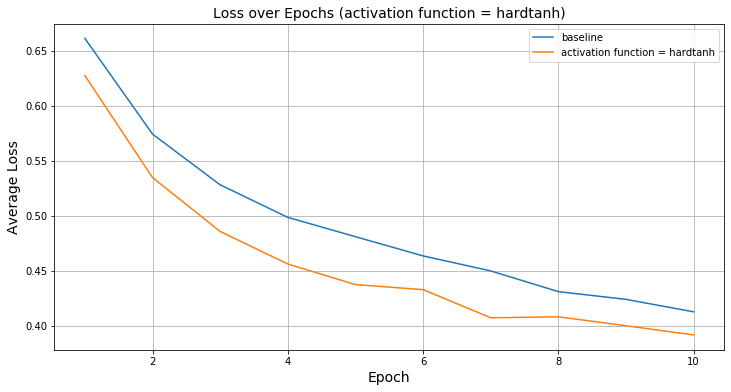 Loss over Epochs (activation function = hardtanh)
baseline
activation function = hardtanh
Average Loss
0.65
0.60
0.55
0.50
0.45
0.40
2 4 6 8 10
Epoch